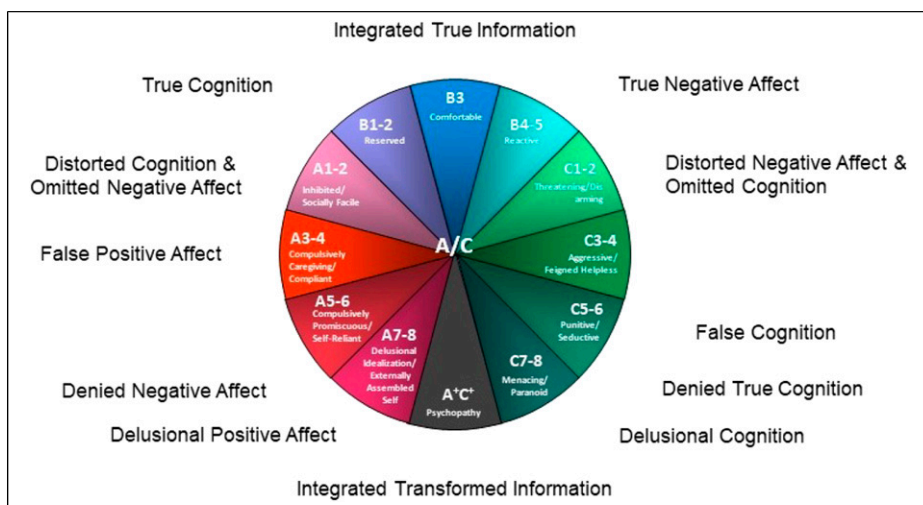 Integrated True Information
True Cognition
True Negative Affect
B3
Comfortable
B1-2
Reserved
B4-5
Reactive
Distorted Cognition &
Omitted Negative Affect
A1-2
Inhibited/
Socially Facile
C1-2
Threatening/Dis
arming
Distorted Negative Affect &
Omitted Cognition
False Positive Affect
A3-4
Compulsively
Caregiving/
Compliant
A/C
C3-4
Aggressive/
Feigned Helpless
A5-6
Compulsively
Promiscuous/
Self-Reliant
C5-6
Punitive/
Seductive
False Cognition
Denied Negative Affect
A7-8
Delusional
Idealization/
Externally
Assembled
Self
C7-8
Menacing/
Paranoid
Denied True Cognition
A+C+
Psychopathy
Delusional Positive Affect
Delusional Cognition
Integrated Transformed Information